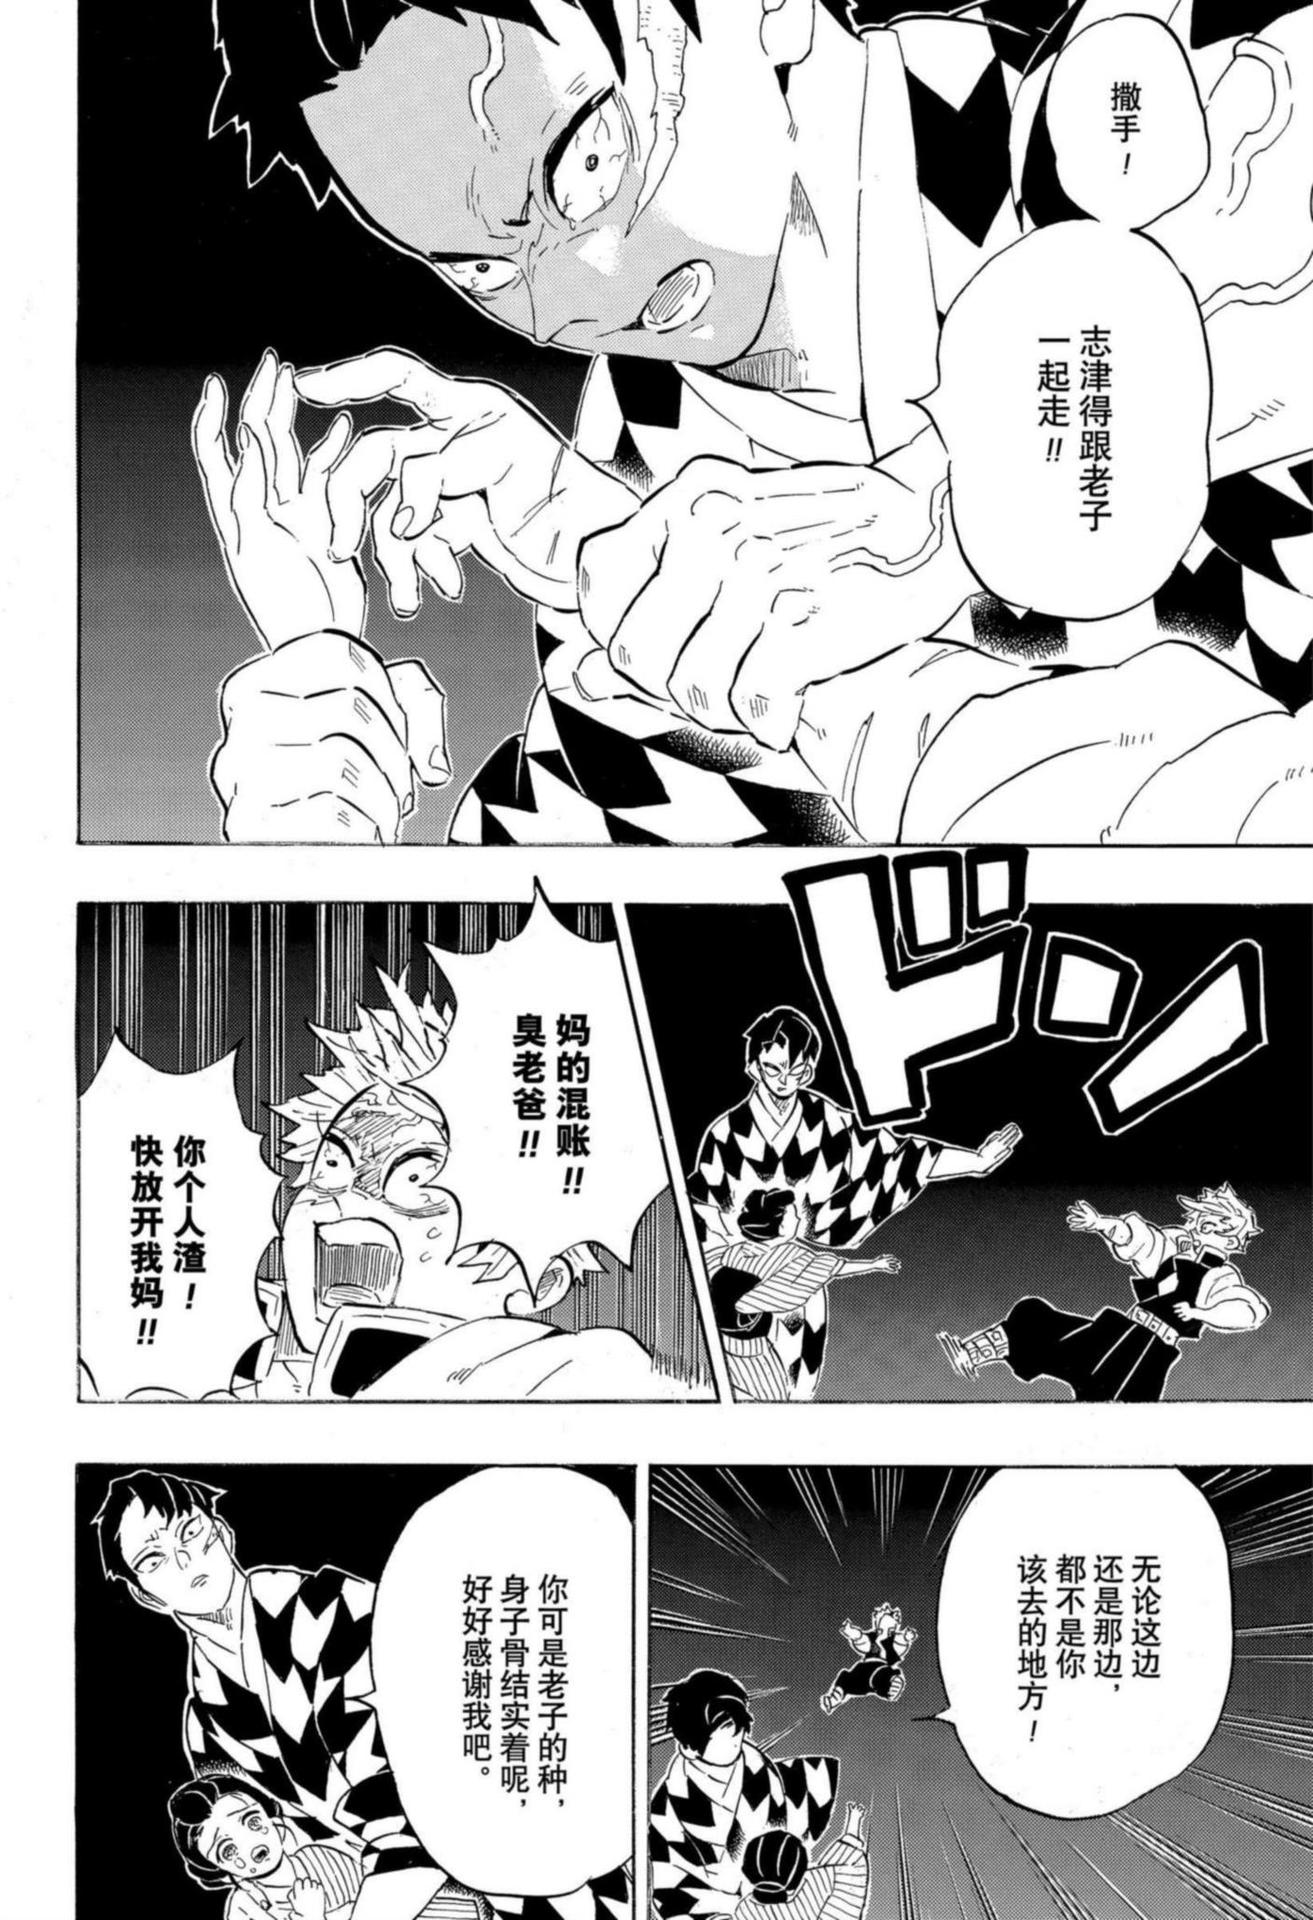 撒手！
志津得跟老子
一起走!!
ドン
妈的混账!!
臭老爸!!
你个人渣！
快放开我妈!!
无论这边
还是那边，
都不是你
该去的地方！
你可是老子的种，
身子骨结实着呢，
好好感谢我吧。